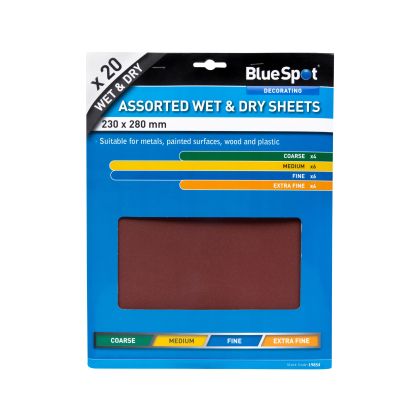 x 20
WET & DRY
BlueSpot
DECORATING
ASSORTED WET & DRY SHEETS
230 x 280 mm
Suitable for metals, painted surfaces, wood and plastic
COARSE x4
MEDIUM x6
FINE x6
EXTRA FINE x4
COARSE
MEDIUM
FINE
EXTRA FINE